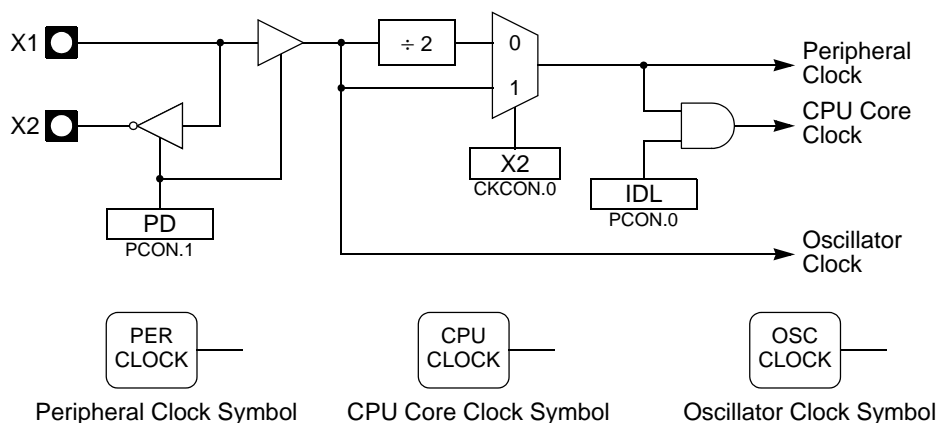 X1
÷ 2
0
Peripheral
Clock
1
CPU Core
Clock
X2
X2
CKCON.0
IDL
PCON.0
PD
PCON.1
Oscillator
Clock
PER
CLOCK
CPU
CLOCK
OSC
CLOCK
Peripheral Clock Symbol
CPU Core Clock Symbol
Oscillator Clock Symbol